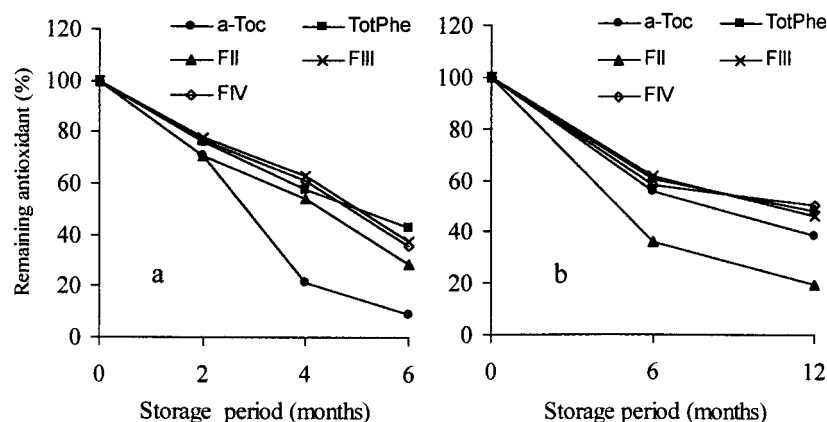 a-Toc TotPhe
FII FIII
FIV
120
100
80
60
40
20
0
Remaining antioxidant (%)
a
0 2 4 6
Storage period (months)
a-Toc TotPhe
FII FIII
FIV
120
100
80
60
40
20
0
b
0 6 12
Storage period (months)